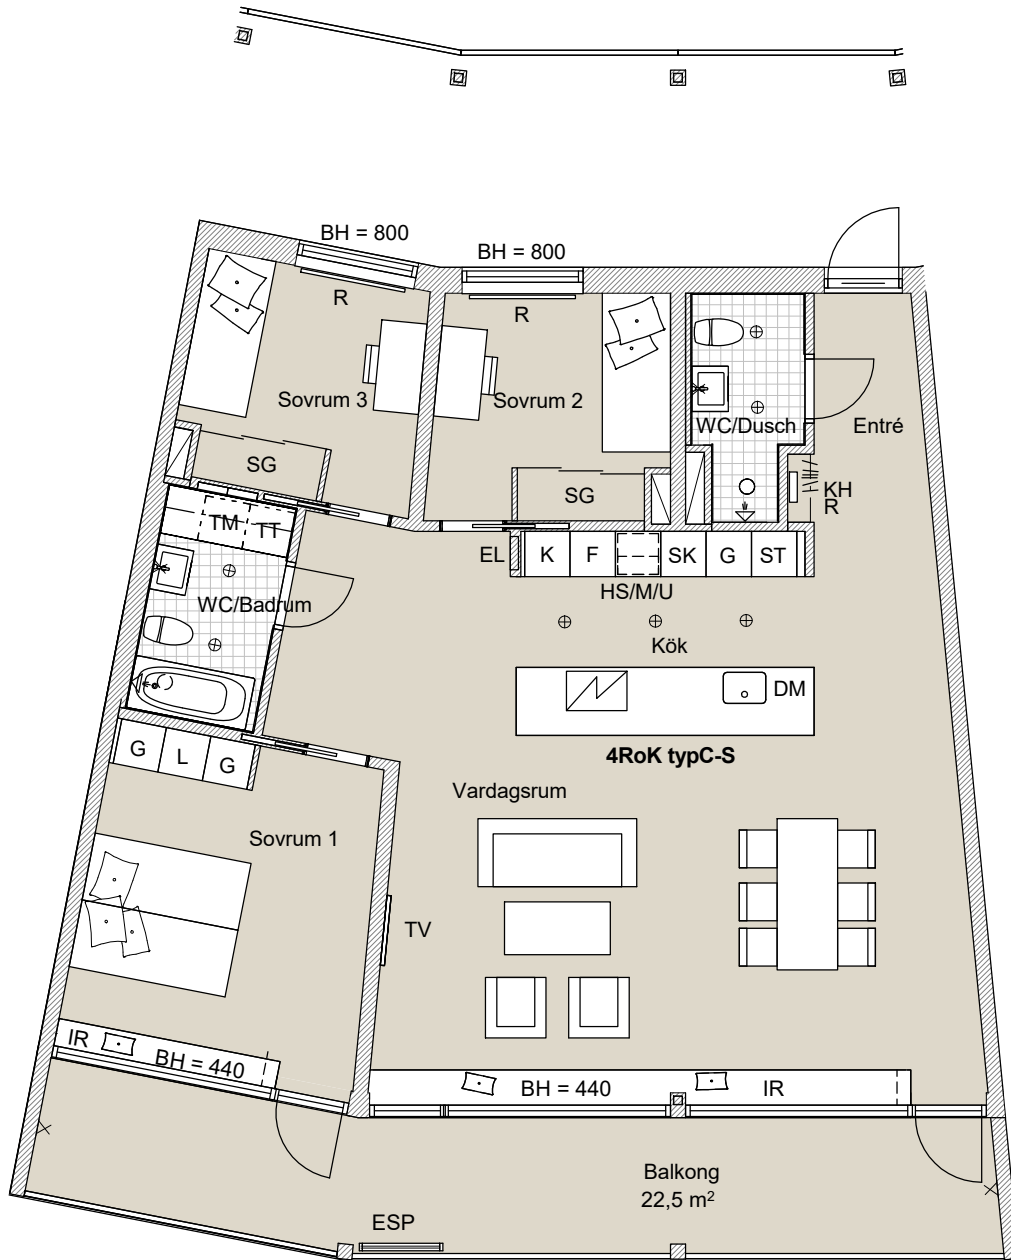 BH = 800
BH = 800
R
R
Sovrum 3
Sovrum 2
WC/Dusch
Entré
SG
SG
KH
R
TM
TT
EL
K
F
SK
G
ST
HS/M/U
WC/Badrum
Kök
DM
4RoK typC-S
G
L
G
Vardagsrum
Sovrum 1
TV
IR
BH = 440
BH = 440
IR
Balkong
22,5 m²
ESP